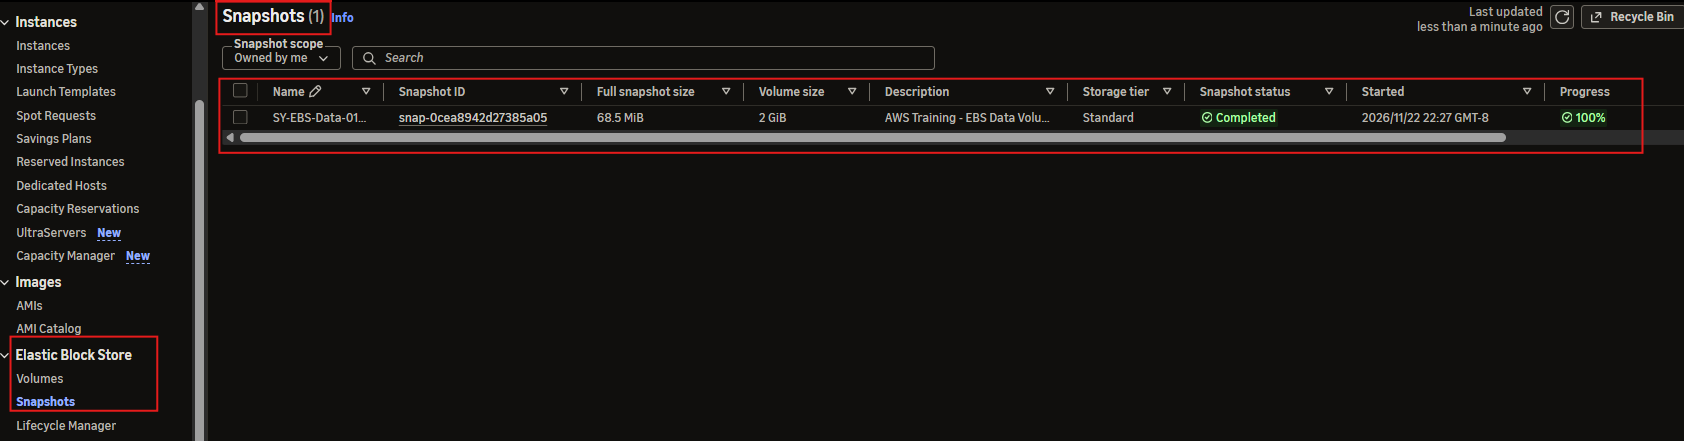 Instances
Instances
Instance Types
Launch Templates
Spot Requests
Savings Plans
Reserved Instances
Dedicated Hosts
Capacity Reservations
UltraServers New
Capacity Manager New
Images
AMIs
AMI Catalog
Elastic Block Store
Volumes
Snapshots
Lifecycle Manager
Snapshots (1) Info
Last updated
less than a minute ago
Recycle Bin
Snapshot scope
Owned by me
Search
Name Snapshot ID Full snapshot size Volume size Description Storage tier Snapshot status Started Progress
SY-EBS-Data-01... snap-0cea8942d27385a05 68.5 MiB 2 GiB AWS Training - EBS Data Volu... Standard Completed 2026/11/22 22:27 GMT-8 100%